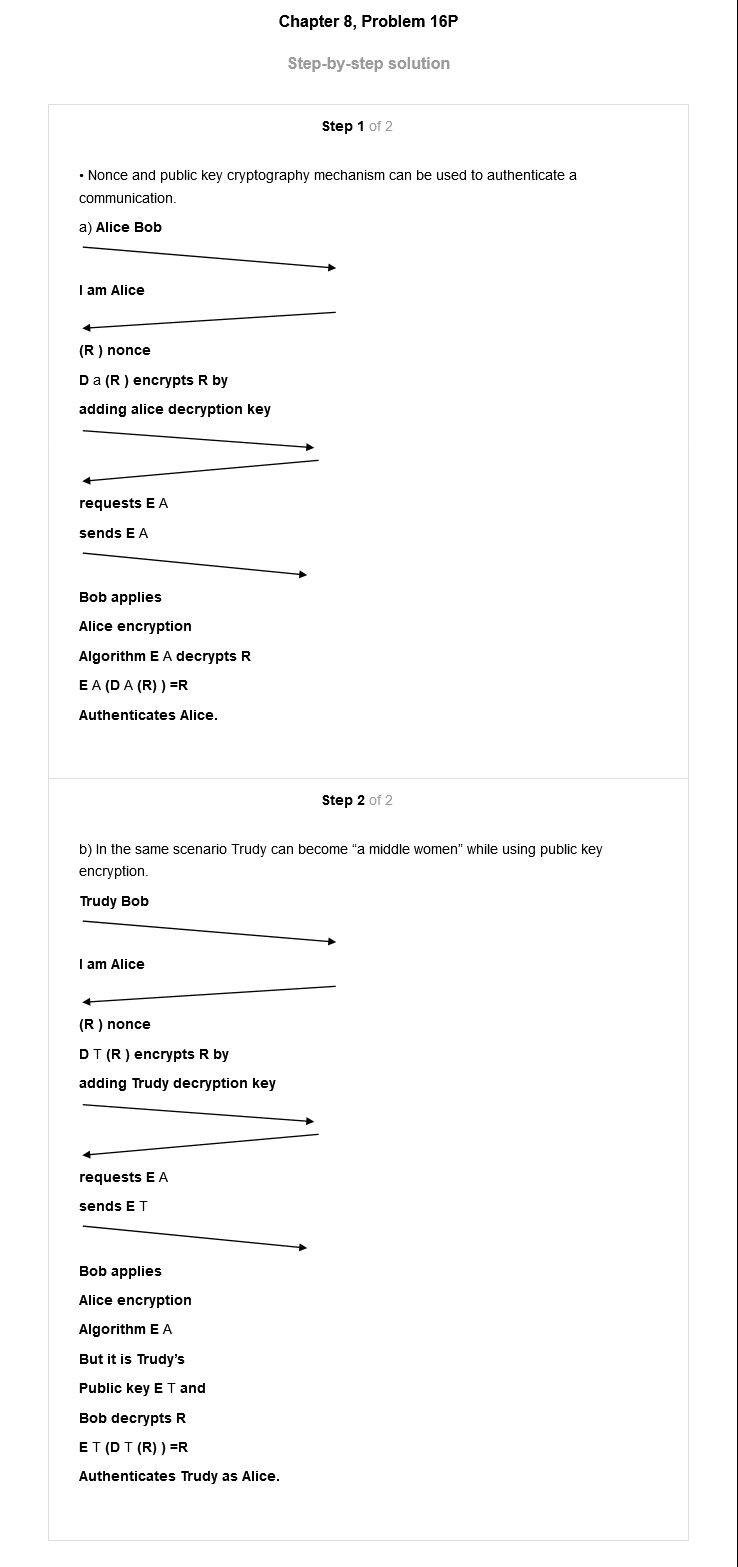 Chapter 8, Problem 16P
Step-by-step solution
Step 1 of 2
• Nonce and public key cryptography mechanism can be used to authenticate a
communication.
a) Alice Bob
I am Alice
(R ) nonce
D a (R ) encrypts R by
adding alice decryption key
requests E A
sends E A
Bob applies
Alice encryption
Algorithm E A decrypts R
E A (D A (R) ) =R
Authenticates Alice.
Step 2 of 2
b) In the same scenario Trudy can become “a middle women” while using public key
encryption.
Trudy Bob
I am Alice
(R ) nonce
D T (R ) encrypts R by
adding Trudy decryption key
requests E A
sends E T
Bob applies
Alice encryption
Algorithm E A
But it is Trudy’s
Public key E T and
Bob decrypts R
E T (D T (R) ) =R
Authenticates Trudy as Alice.